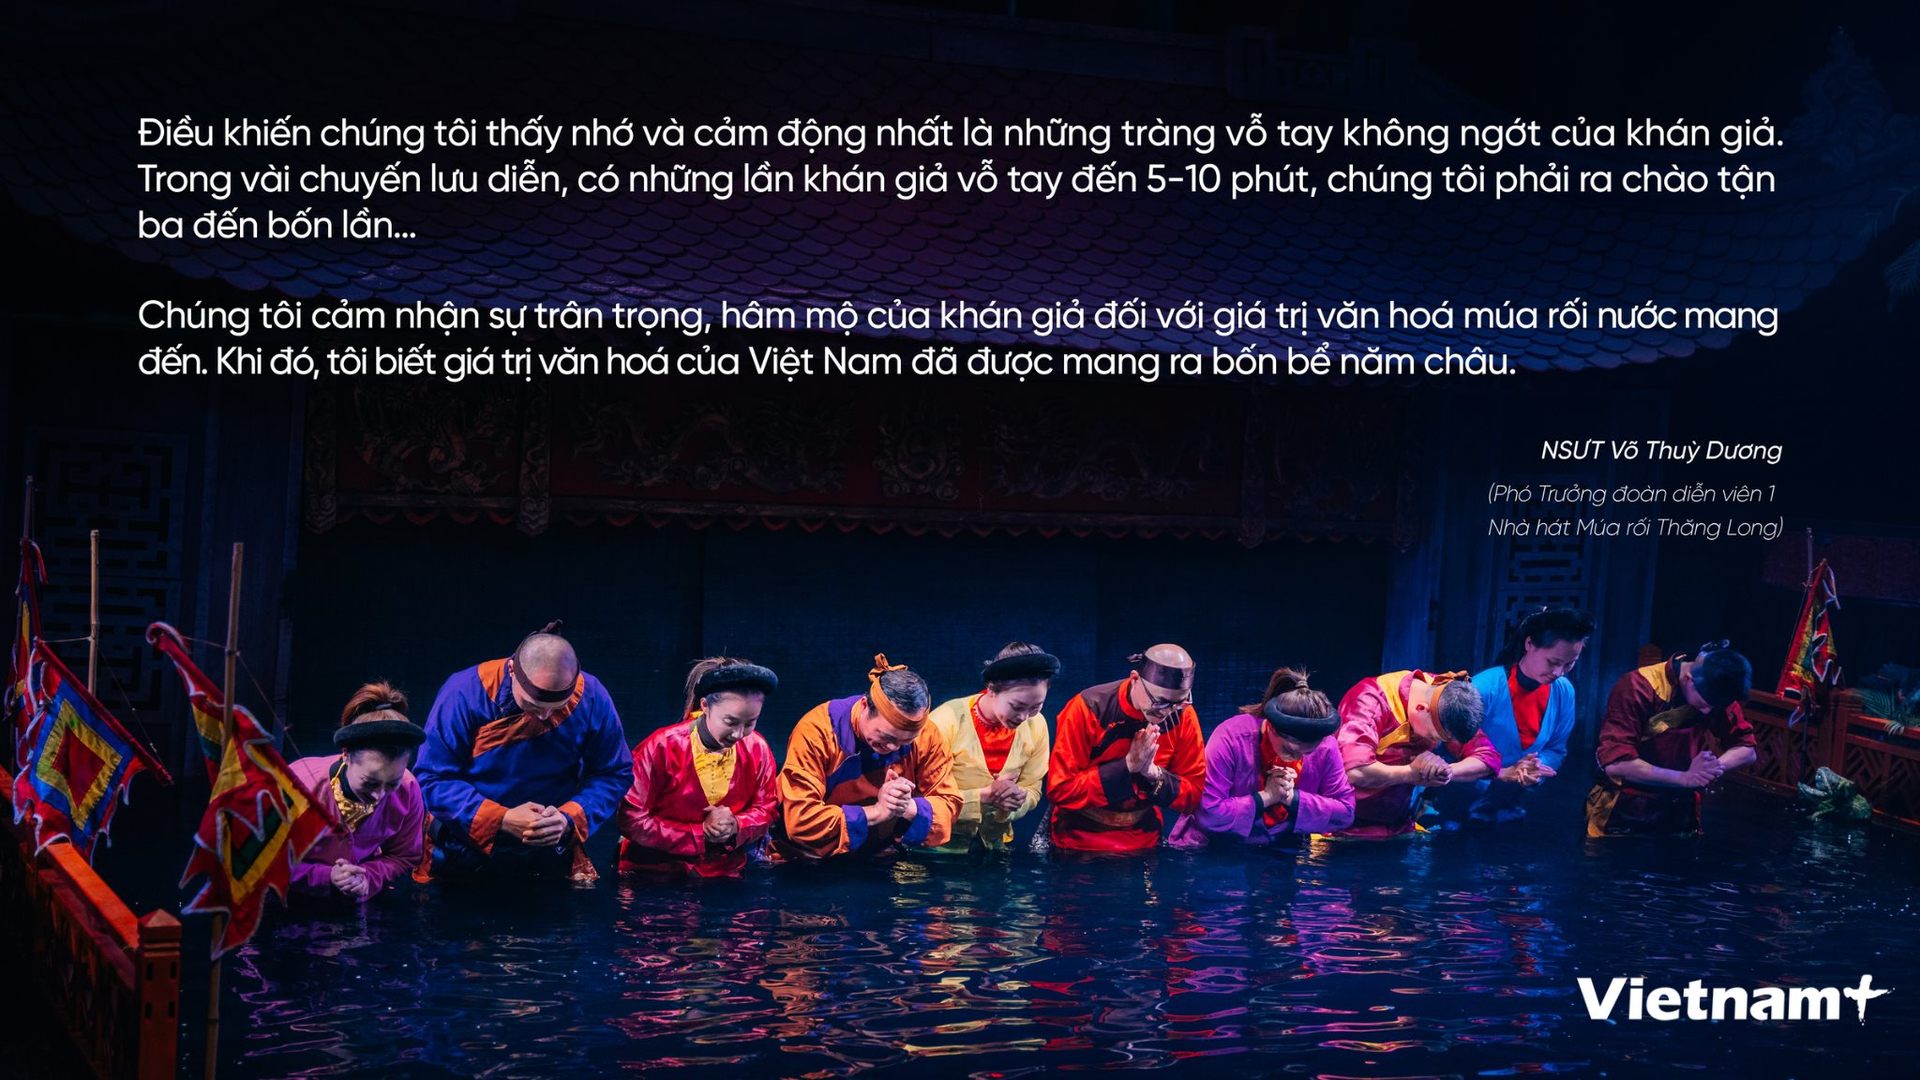 Điều khiến chúng tôi thấy nhớ và cảm động nhất là những tràng vỗ tay không ngớt của khán giả.
Trong vài chuyến lưu diễn, có những lần khán giả vỗ tay đến 5-10 phút, chúng tôi phải ra chào tận
ba đến bốn lần...
Chúng tôi cảm nhận sự trân trọng, hâm mộ của khán giả đối với giá trị văn hoá múa rối nước mang
đến. Khi đó, tôi biết giá trị văn hoá của Việt Nam đã được mang ra bốn bể năm châu.
NSƯT Võ Thuỳ Dương
(Phó Trưởng đoàn diễn viên 1
Nhà hát Múa rối Thăng Long)
Vietnam+